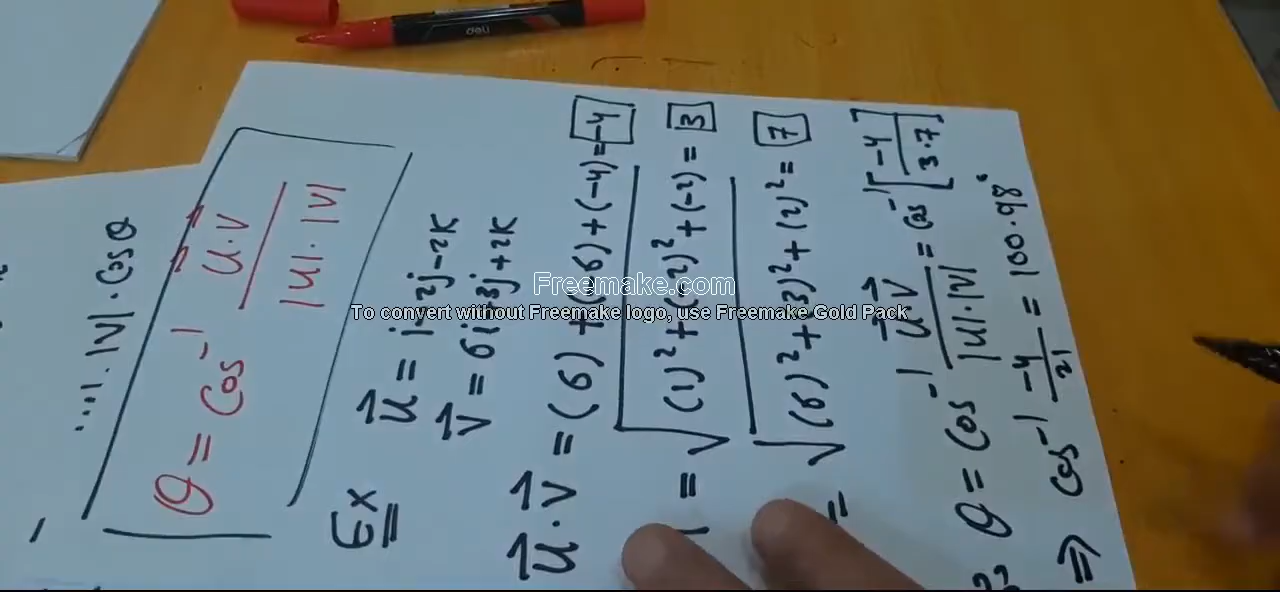 |V| . Cos θ
θ = Cos⁻¹ u⃗ . v⃗ / |u| . |v|
Ex
u⃗ = i-2j-2k
v⃗ = 6i+3j+2k
u⃗ . v⃗ = (6) + (-6) + (-4) = -4
= √(1)² + (-2)² + (-2) = 3
= √(6)² + (3)² + (2)² = 7
θ = Cos⁻¹ u⃗ . v⃗ / |u| . |v| = Cos⁻¹ [-4 / 3 . 7]
⇒ Cos⁻¹ -4 / 21 = 100.98°
deli
Freemake.com
To convert without Freemake logo, use Freemake Gold Pack